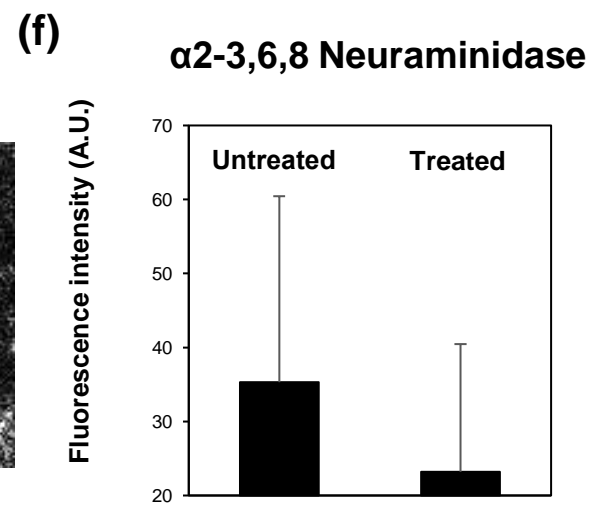 (f)
α2-3,6,8 Neuraminidase
Fluorescence intensity (A.U.)
70
60
50
40
30
20
Untreated
Treated